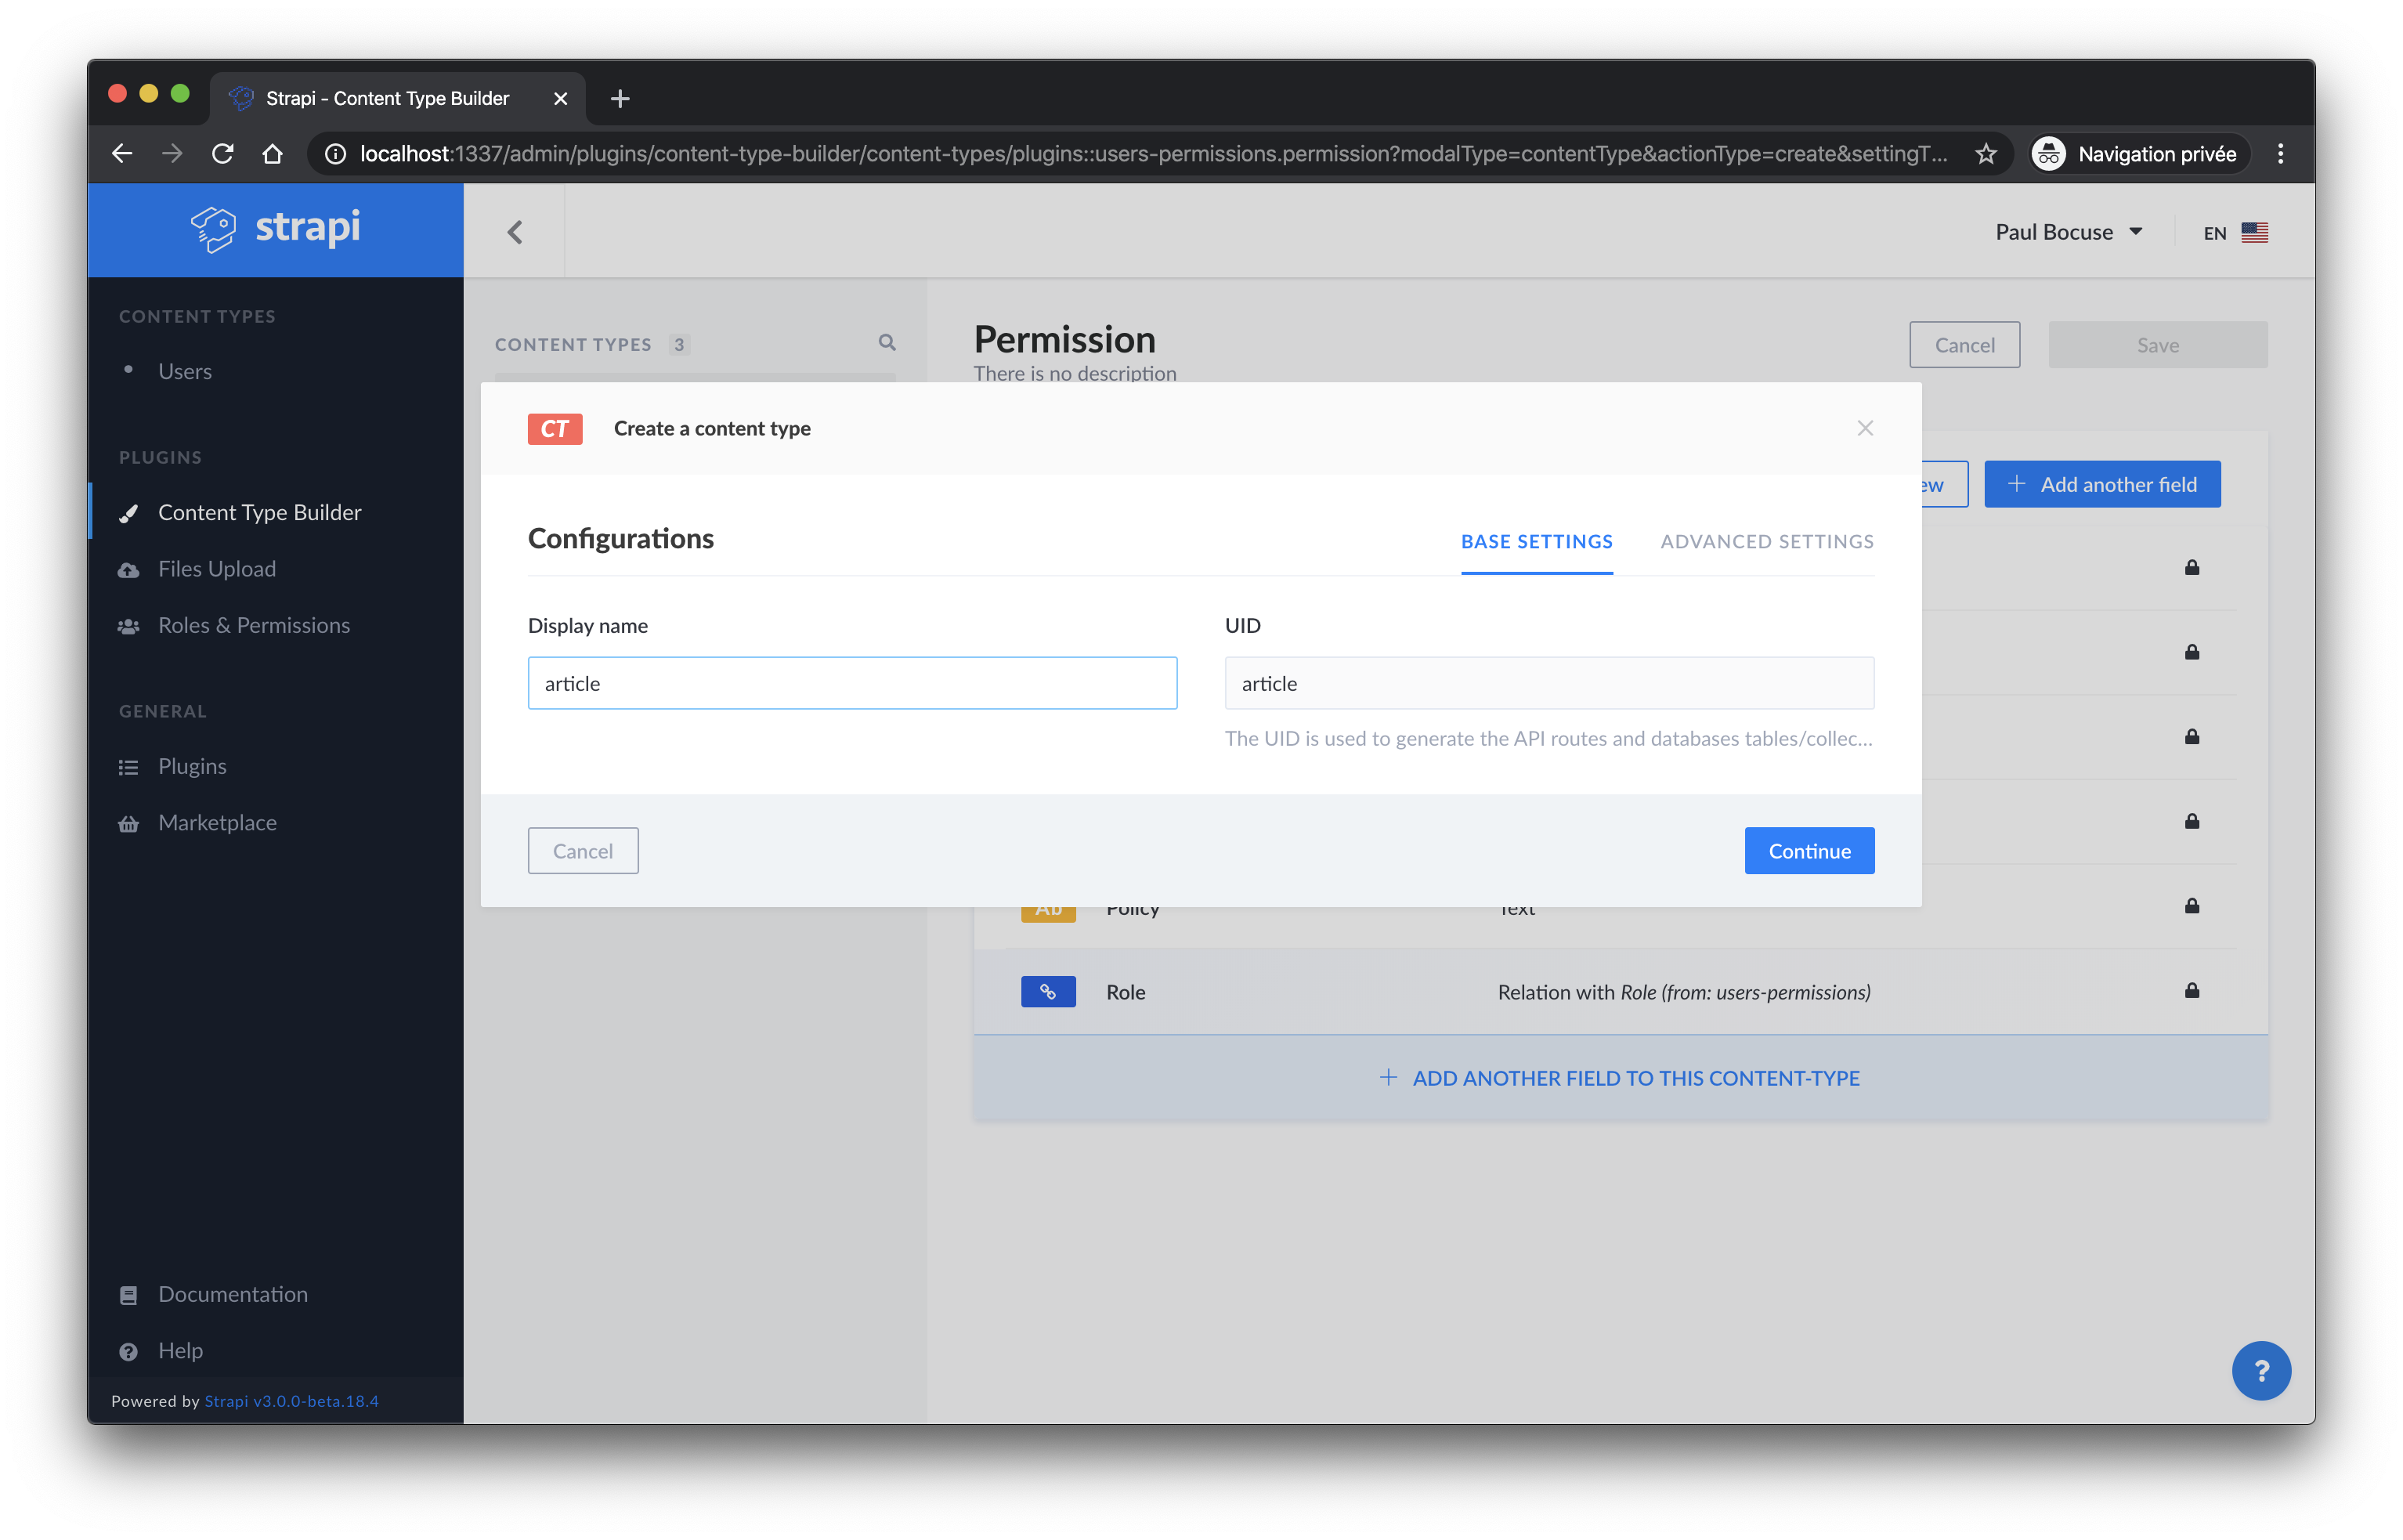 Strapi - Content Type Builder
localhost:1337/admin/plugins/content-type-builder/content-types/plugins::users-permissions.permission?modalType=contentType&actionType=create&settingT...
Navigation privée
strapi
Paul Bocuse
EN
CONTENT TYPES
Users
PLUGINS
Content Type Builder
Files Upload
Roles & Permissions
GENERAL
Plugins
Marketplace
Documentation
Help
Powered by Strapi v3.0.0-beta.18.4
CONTENT TYPES 3
Permission
There is no description
Cancel
Save
ew
Add another field
CT
Create a content type
Configurations
BASE SETTINGS
ADVANCED SETTINGS
Display name
article
UID
article
The UID is used to generate the API routes and databases tables/collec...
Cancel
Continue
Ab Policy Text
Role Relation with Role (from: users-permissions)
ADD ANOTHER FIELD TO THIS CONTENT-TYPE
?